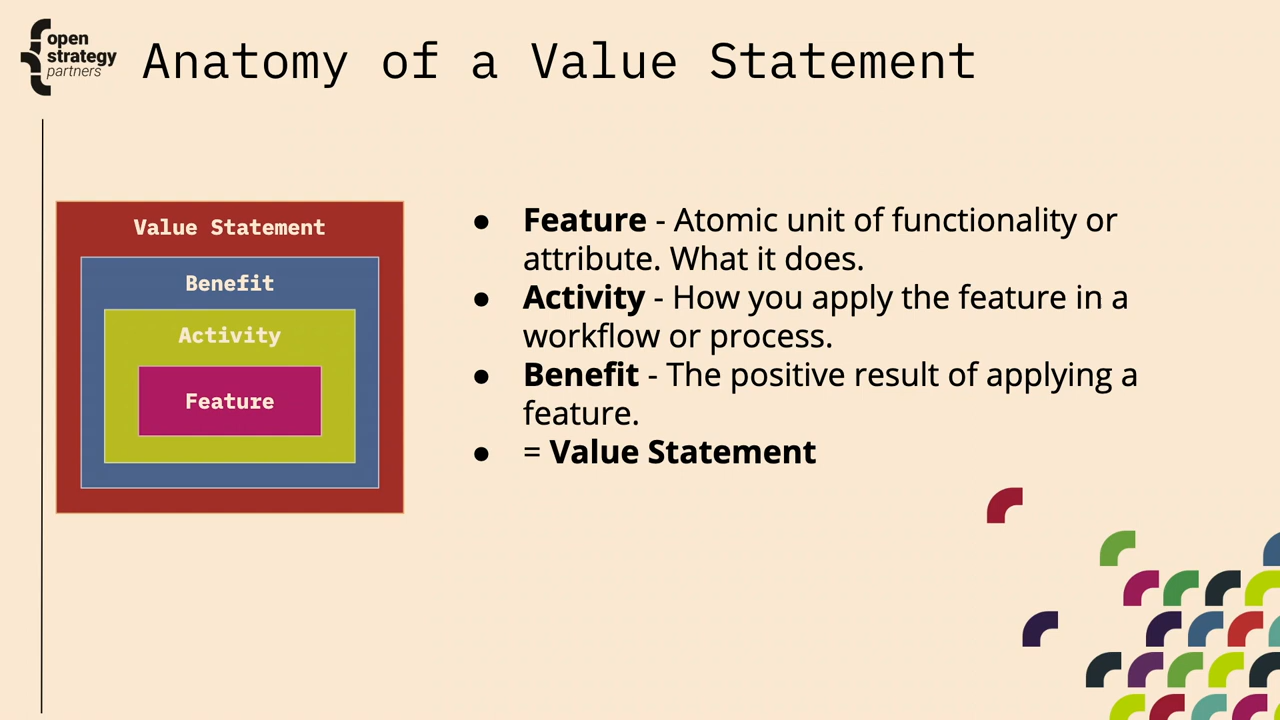 open
strategy
partners
Anatomy of a Value Statement
Value Statement
Benefit
Activity
Feature
● Feature - Atomic unit of functionality or
attribute. What it does.
● Activity - How you apply the feature in a
workflow or process.
● Benefit - The positive result of applying a
feature.
● = Value Statement